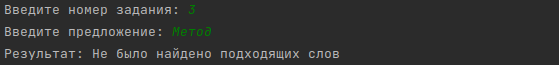 Введите номер задания: 3
Введите предложение: Метод
Результат: Не было найдено подходящих слов